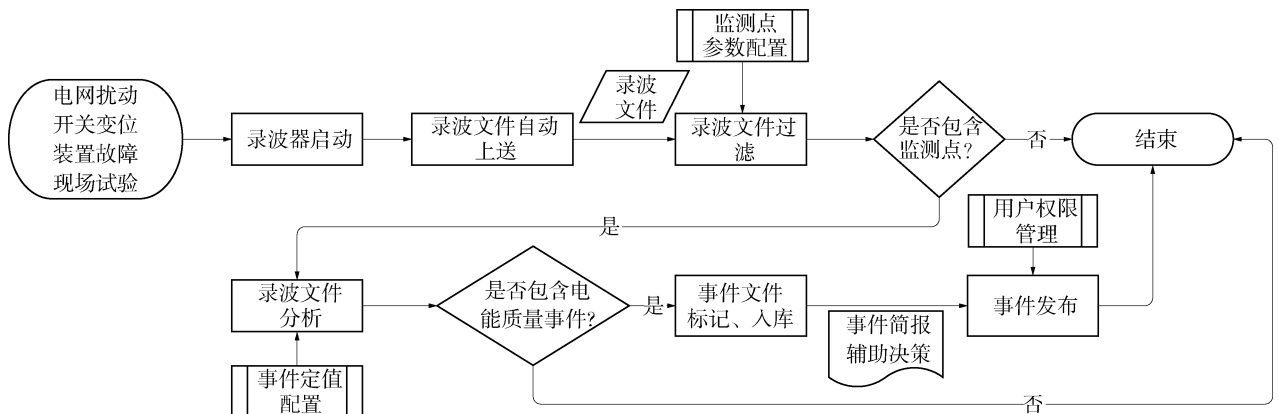 监测点
参数配置
录波
文件
电网扰动
开关变位
装置故障
现场试验
录波器启动
录波文件自动
上送
录波文件过
滤
是否包含
监测点?
否
结束
用户权限
管理
是
录波文件
分析
是否包含电
能质量事件?
是
事件文件
标记、入库
事件简报
辅助决策
事件发布
事件定值
配置
否